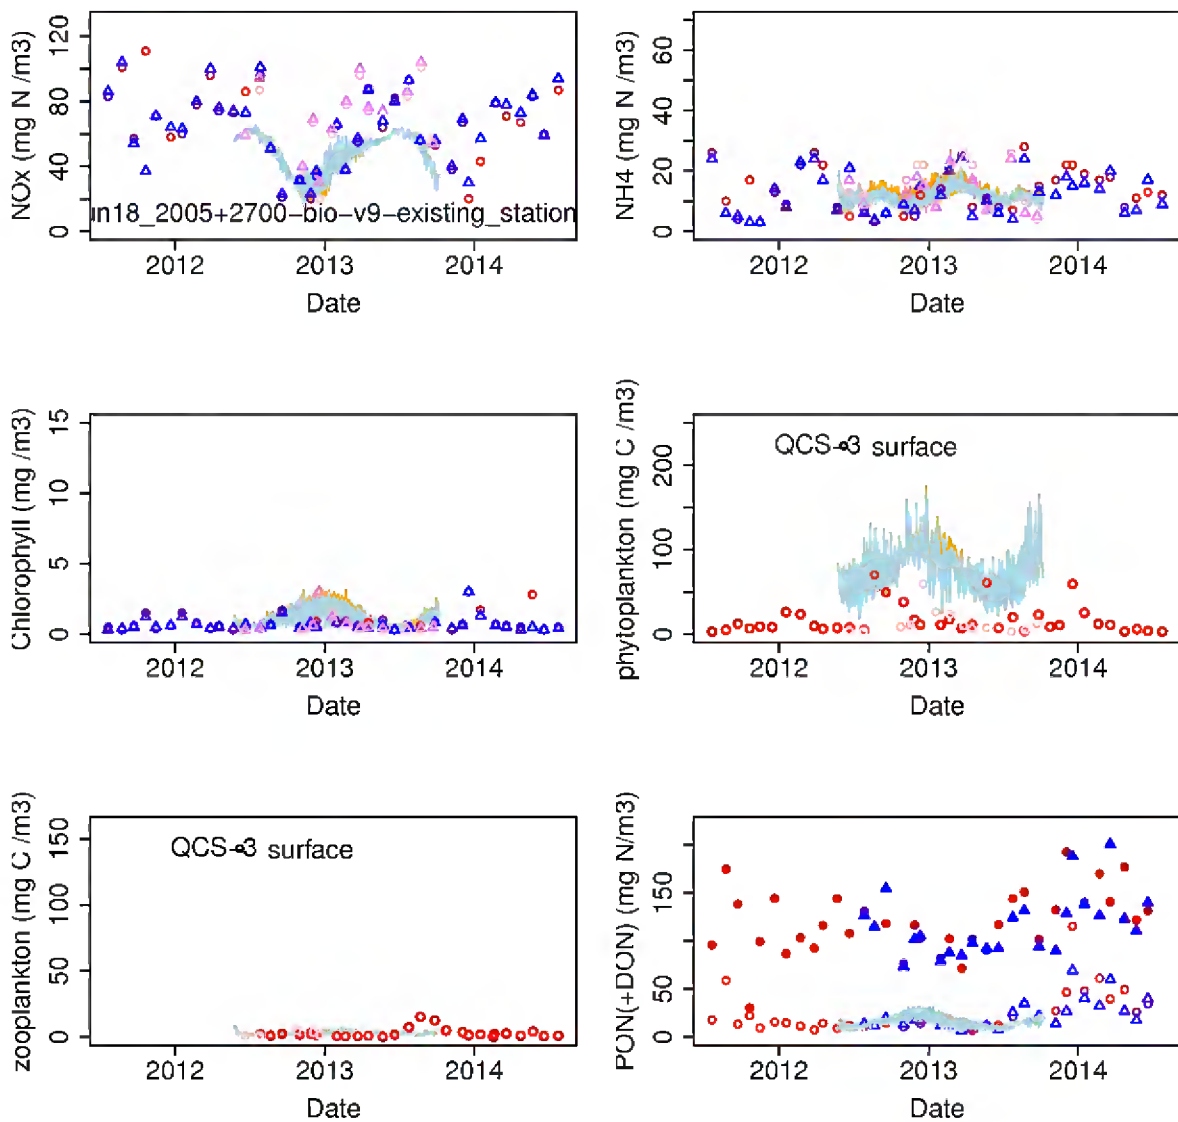 NOx (mg N /m3)
0 40 80 120
un18_2005+2700-bio-v9-existing_station
2012 2013 2014
Date
NH4 (mg N /m3)
0 20 40 60
2012 2013 2014
Date
Chlorophyll (mg /m3)
0 5 10 15
2012 2013 2014
Date
phytoplankton (mg C /m3)
0 100 200
QCS-3 surface
2012 2013 2014
Date
zooplankton (mg C /m3)
0 50 100 150
QCS-3 surface
2012 2013 2014
Date
PON(+DON) (mg N/m3)
0 50 150
2012 2013 2014
Date